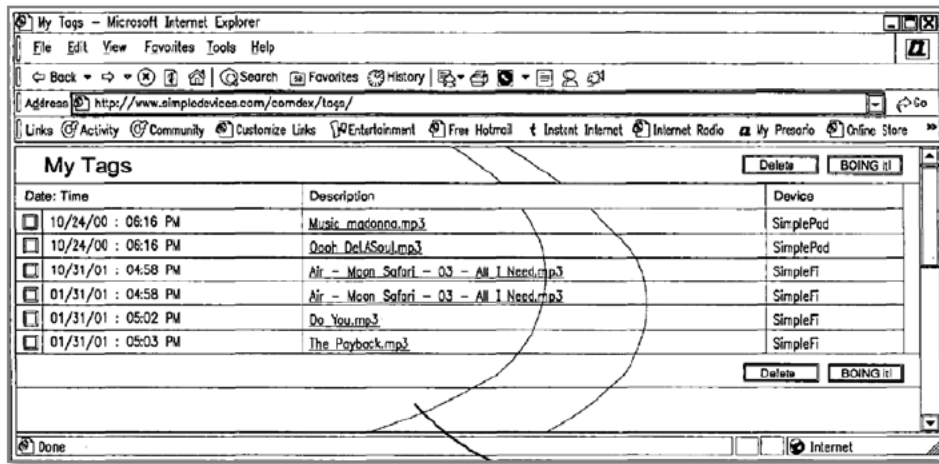 My Tags - Microsoft Internet Explorer
File Edit View Favorites Tools Help
Back Search Favorites History
Address http://www.simpledevices.com/comdex/tags/ Go
Links Activity Community Customize Links Entertainment Free Hotmail t Instant Internet Internet Radio n My Presario Online Store »
My Tags Delete BOING it!
Date: Time Description Device
10/24/00 : 06:16 PM Music madonna.mp3 SimplePad
10/24/00 : 06:16 PM Oooh DeLASoul.mp3 SimplePad
10/31/01 : 04:58 PM Air - Moon Safari - 03 - All I Need.mp3 SimpleFi
01/31/01 : 04:58 PM Air - Moon Safari - 03 - All I Need.mp3 SimpleFi
01/31/01 : 05:02 PM Do You.mp3 SimpleFi
01/31/01 : 05:03 PM The Payback.mp3 SimpleFi
Delete BOING it!
Done Internet